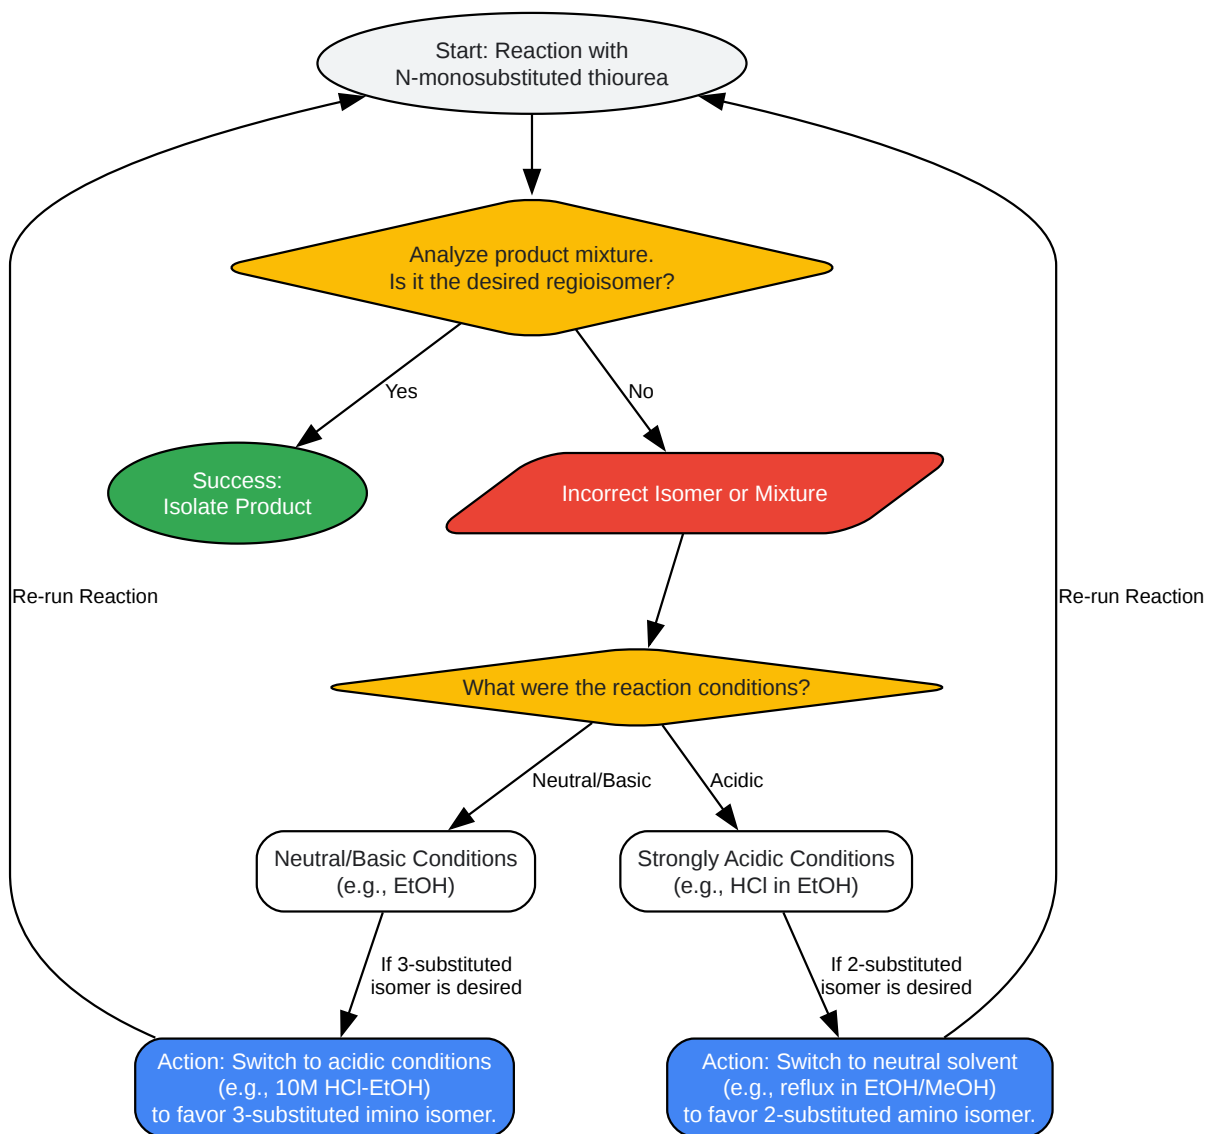 Start: Reaction with
N-monosubstituted thiourea
Analyze product mixture.
Is it the desired regioisomer?
Yes
No
Success:
Isolate Product
Incorrect Isomer or Mixture
Re-run Reaction
Re-run Reaction
What were the reaction conditions?
Neutral/Basic
Acidic
Neutral/Basic Conditions
(e.g., EtOH)
Strongly Acidic Conditions
(e.g., HCl in EtOH)
If 3-substituted
isomer is desired
If 2-substituted
isomer is desired
Action: Switch to acidic conditions
(e.g., 10M HCl-EtOH)
to favor 3-substituted imino isomer.
Action: Switch to neutral solvent
(e.g., reflux in EtOH/MeOH)
to favor 2-substituted amino isomer.